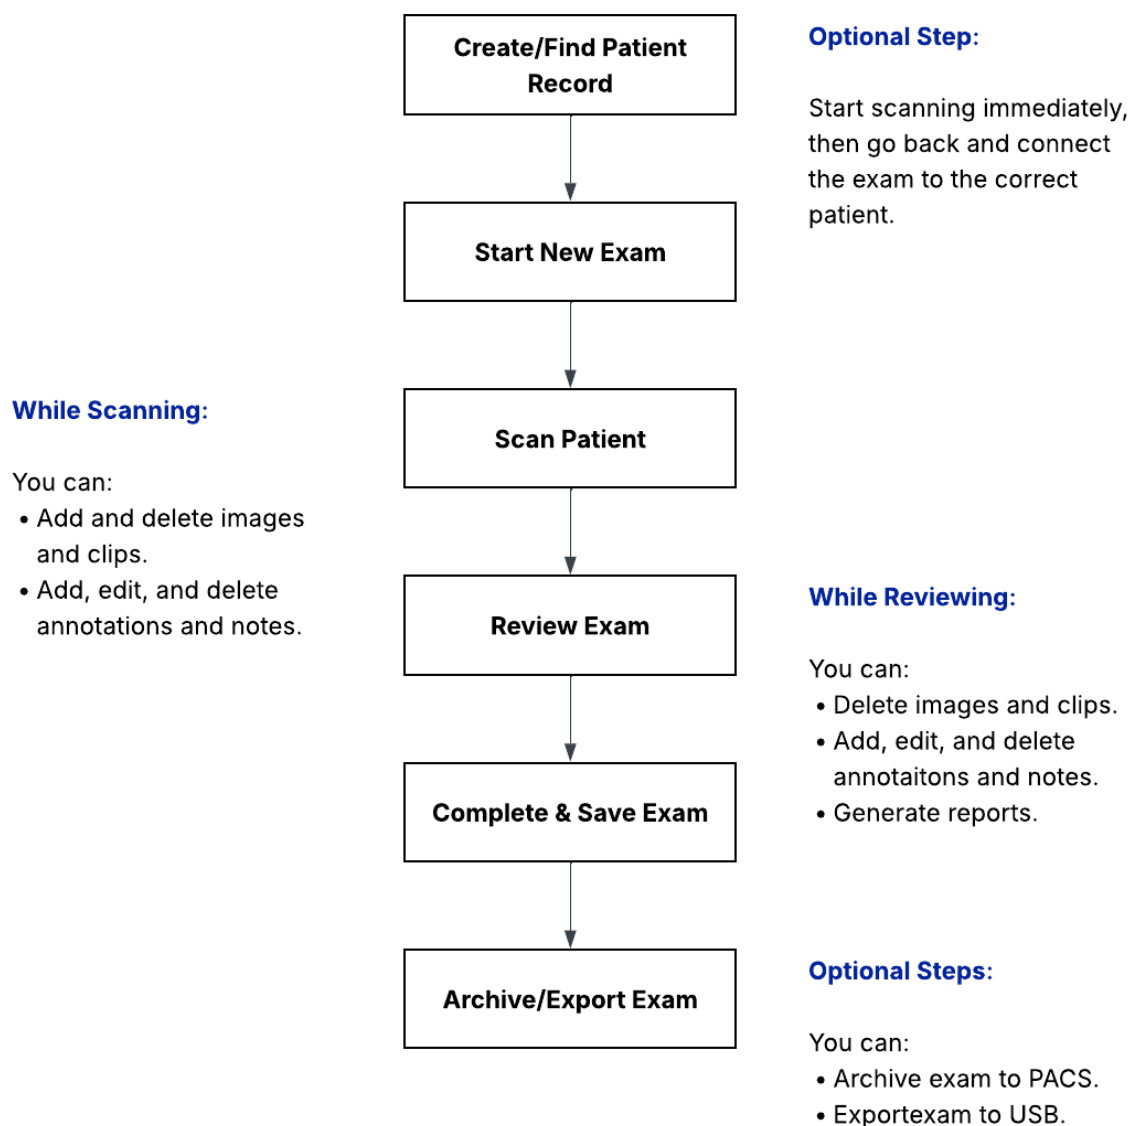 Create/Find Patient
Record
Optional Step:
Start scanning immediately,
then go back and connect
the exam to the correct
patient.
Start New Exam
Scan Patient
While Scanning:
You can:
• Add and delete images
and clips.
• Add, edit, and delete
annotations and notes.
Review Exam
While Reviewing:
You can:
• Delete images and clips.
• Add, edit, and delete
annotaitons and notes.
• Generate reports.
Complete & Save Exam
Archive/Export Exam
Optional Steps:
You can:
• Archive exam to PACS.
• Exportexam to USB.